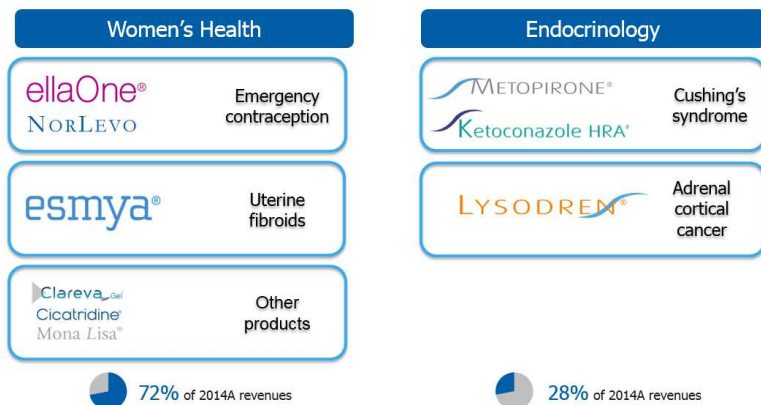 Women's Health
ellaOne®
NORLEVO
Emergency
contraception
esmya®
Uterine
fibroids
Clareva Gel
Cicatridine®
Mona Lisa®
Other
products
72% of 2014A revenues
Endocrinology
METOPIRONE®
Ketoconazole HRA®
Cushing's
syndrome
LYSODREN®
Adrenal
cortical
cancer
28% of 2014A revenues